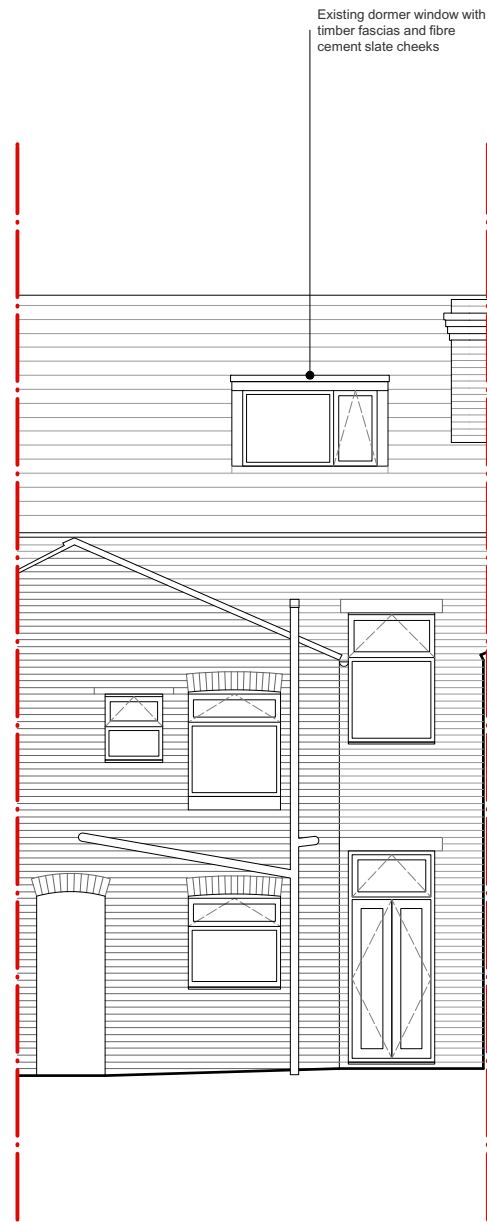 Existing dormer window with
timber fascias and fibre
cement slate cheeks